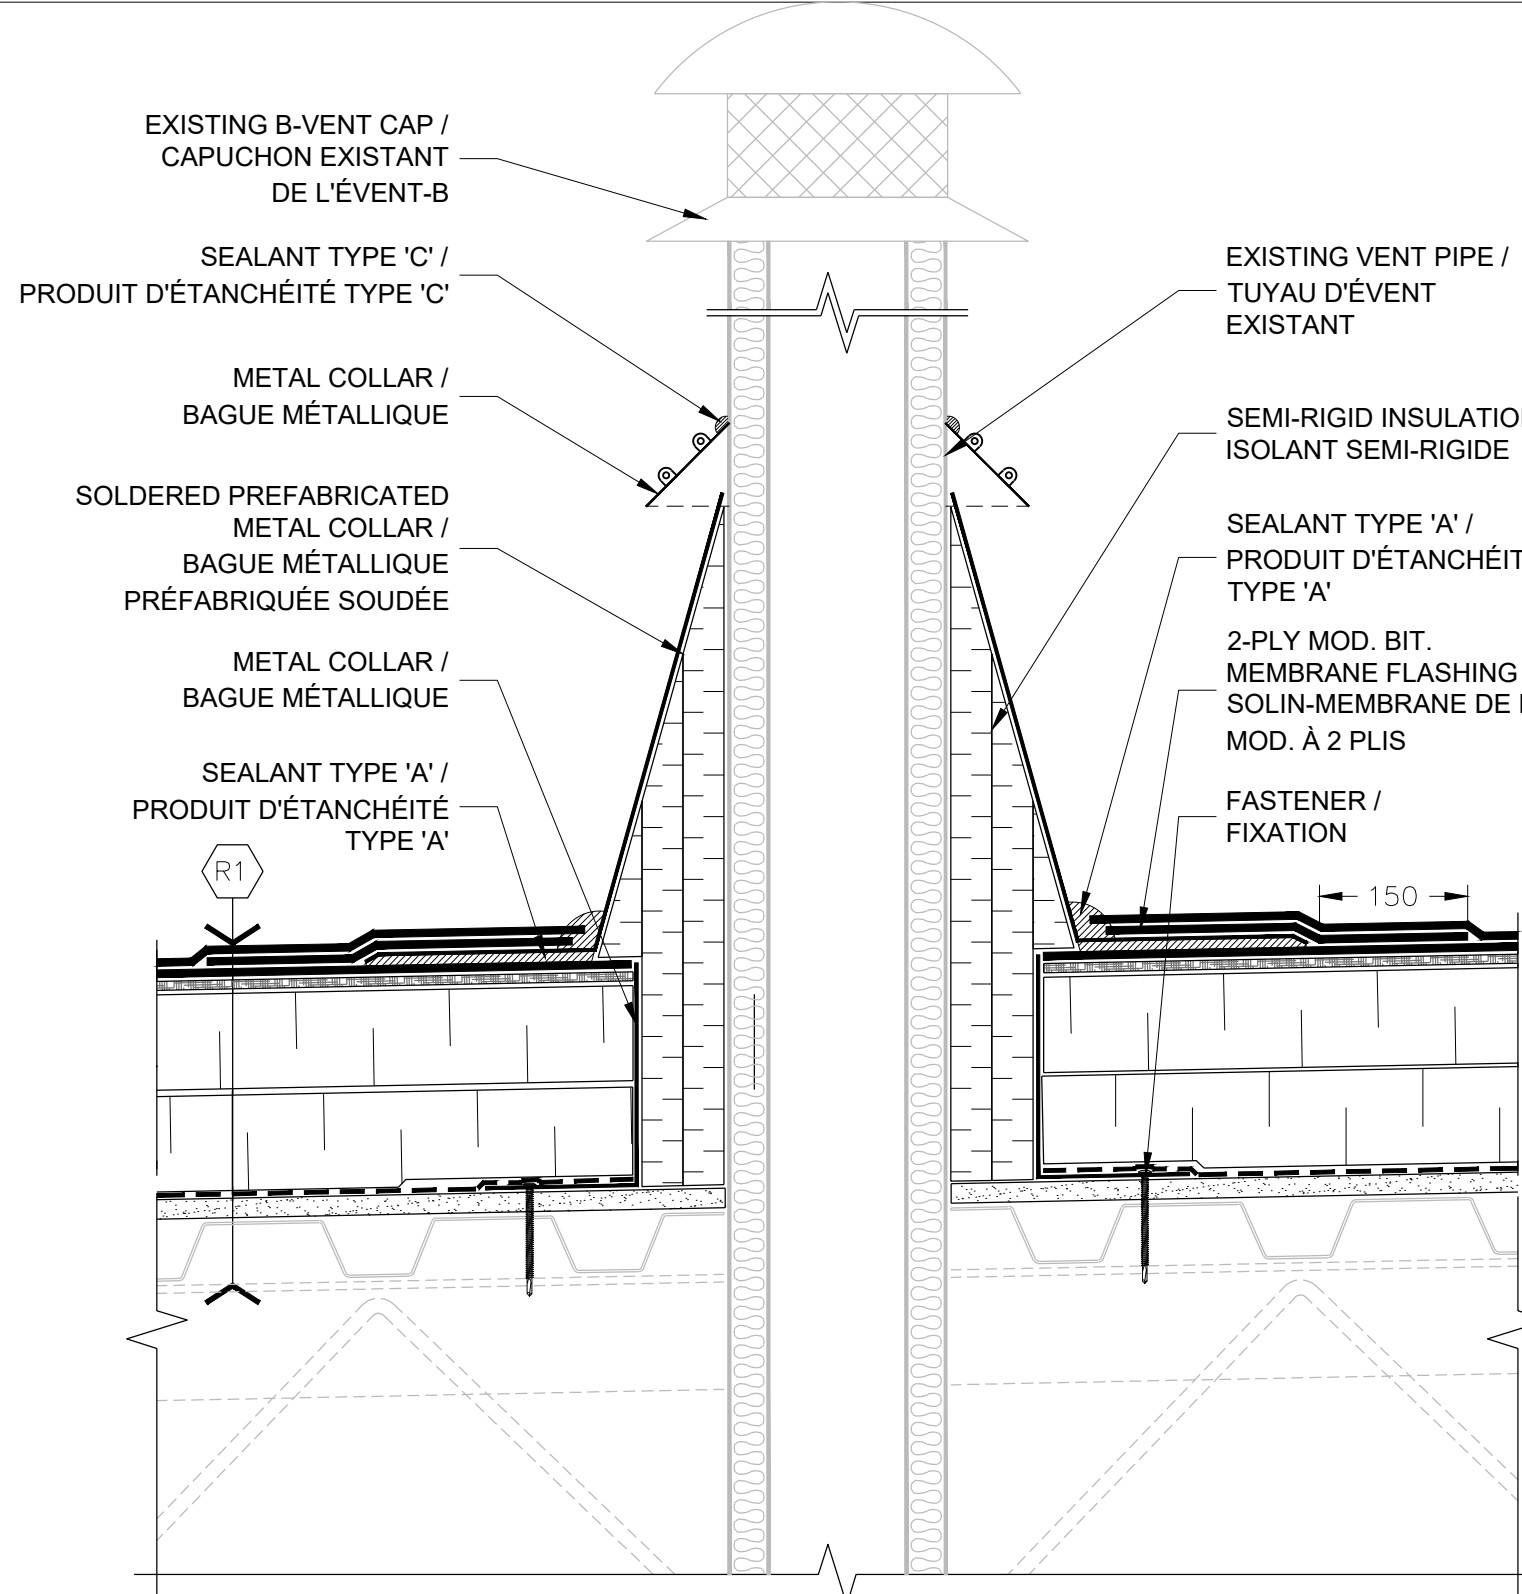 EXISTING B-VENT CAP /
CAPUCHON EXISTANT
DE L'ÉVENT-B
SEALANT TYPE 'C' /
PRODUIT D'ÉTANCHÉITÉ TYPE 'C'
METAL COLLAR /
BAGUE MÉTALLIQUE
SOLDERED PREFABRICATED
METAL COLLAR /
BAGUE MÉTALLIQUE
PRÉFABRIQUÉE SOUDÉE
METAL COLLAR /
BAGUE MÉTALLIQUE
SEALANT TYPE 'A' /
PRODUIT D'ÉTANCHÉITÉ
TYPE 'A'
R1
EXISTING VENT PIPE /
TUYAU D'ÉVENT
EXISTANT
SEMI-RIGID
ISOLANT SEMI-RIGIDE
SEALANT TYPE 'A' /
PRODUIT
TYPE 'A'
2-PLY MOD. BIT.
MEMBRANE FLASHING
SOLIN-MEMBRANE DE
MOD. À 2 PLIS
FASTENER /
FIXATION
150